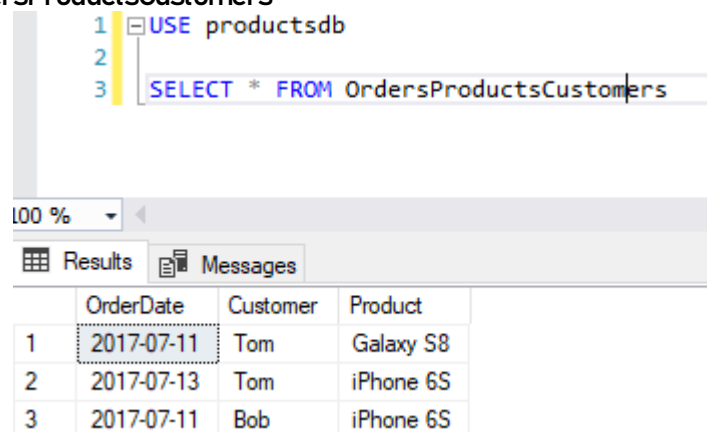 ersProductsCustomers
1 USE productsdb
2
3 SELECT * FROM OrdersProductsCustomers
100 %
Results Messages
OrderDate Customer Product
1 2017-07-11 Tom Galaxy S8
2 2017-07-13 Tom iPhone 6S
3 2017-07-11 Bob iPhone 6S